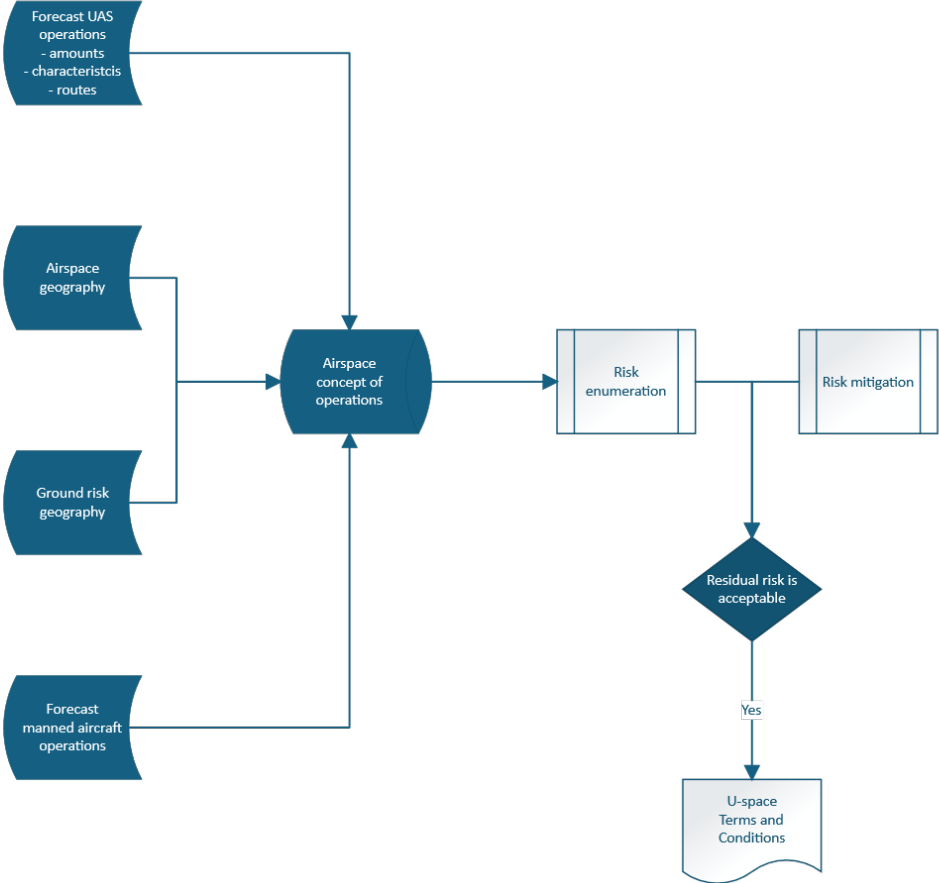 Forecast UAS
operations
- amounts
- characteristcis
- routes
Airspace
geography
Airspace
concept of
operations
Risk
enumeration
Risk mitigation
Ground risk
geography
Residual risk is
acceptable
Forecast
manned aircraft
operations
Yes
U-space
Terms and
Conditions